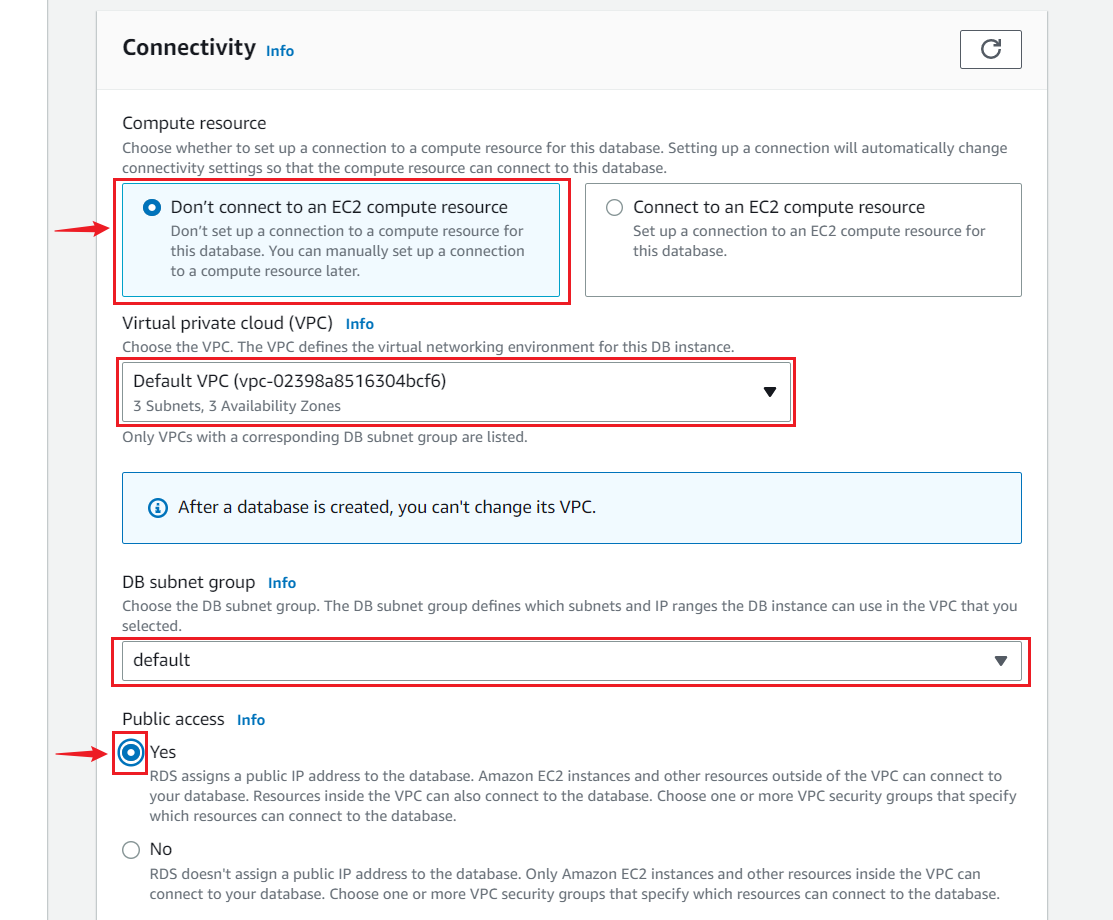 Connectivity Info
Compute resource
Choose whether to set up a connection to a compute resource for this database. Setting up a connection will automatically change
connectivity settings so that the compute resource can connect to this database.
Don’t connect to an EC2 compute resource
Don’t set up a connection to a compute resource for
this database. You can manually set up a connection
to a compute resource later.
Connect to an EC2 compute resource
Set up a connection to an EC2 compute resource for
this database.
Virtual private cloud (VPC) Info
Choose the VPC. The VPC defines the virtual networking environment for this DB instance.
Default VPC (vpc-02398a8516304bcf6)
3 Subnets, 3 Availability Zones
Only VPCs with a corresponding DB subnet group are listed.
After a database is created, you can't change its VPC.
DB subnet group Info
Choose the DB subnet group. The DB subnet group defines which subnets and IP ranges the DB instance can use in the VPC that you
selected.
default
Public access Info
Yes
RDS assigns a public IP address to the database. Amazon EC2 instances and other resources outside of the VPC can connect to
your database. Resources inside the VPC can also connect to the database. Choose one or more VPC security groups that specify
which resources can connect to the database.
No
RDS doesn't assign a public IP address to the database. Only Amazon EC2 instances and other resources inside the VPC can
connect to your database. Choose one or more VPC security groups that specify which resources can connect to the database.